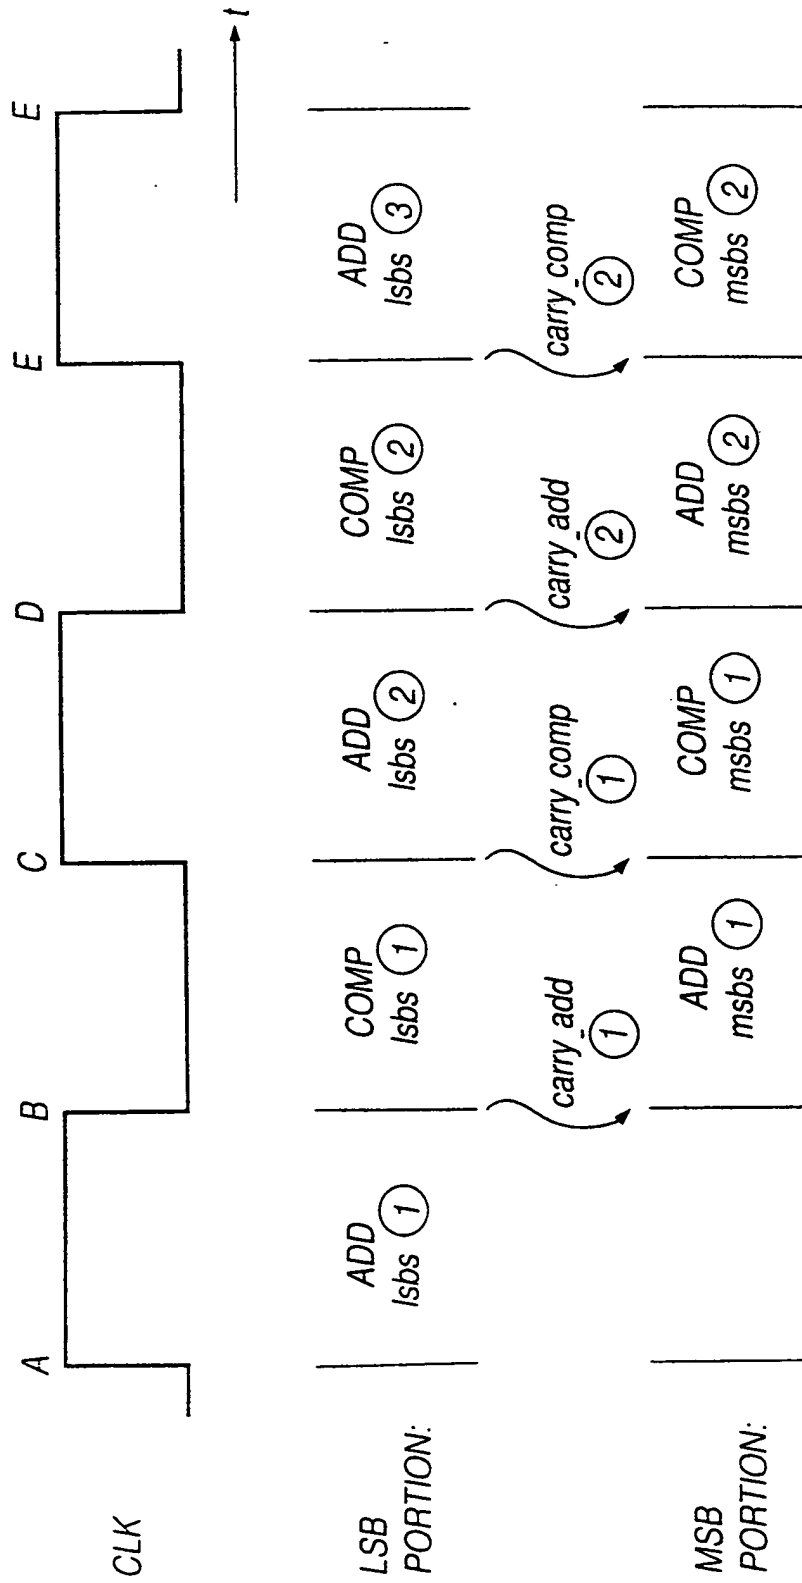 CLK
A
B
C
D
E
E
t
LSB
PORTION:
ADD
lsbs 1
COMP
lsbs 1
ADD
lsbs 2
COMP
lsbs 2
ADD
lsbs 3
carry_add
1
carry_comp
1
carry_add
2
carry_comp
2
MSB
PORTION:
ADD
msbs 1
COMP
msbs 1
ADD
msbs 2
COMP
msbs 2